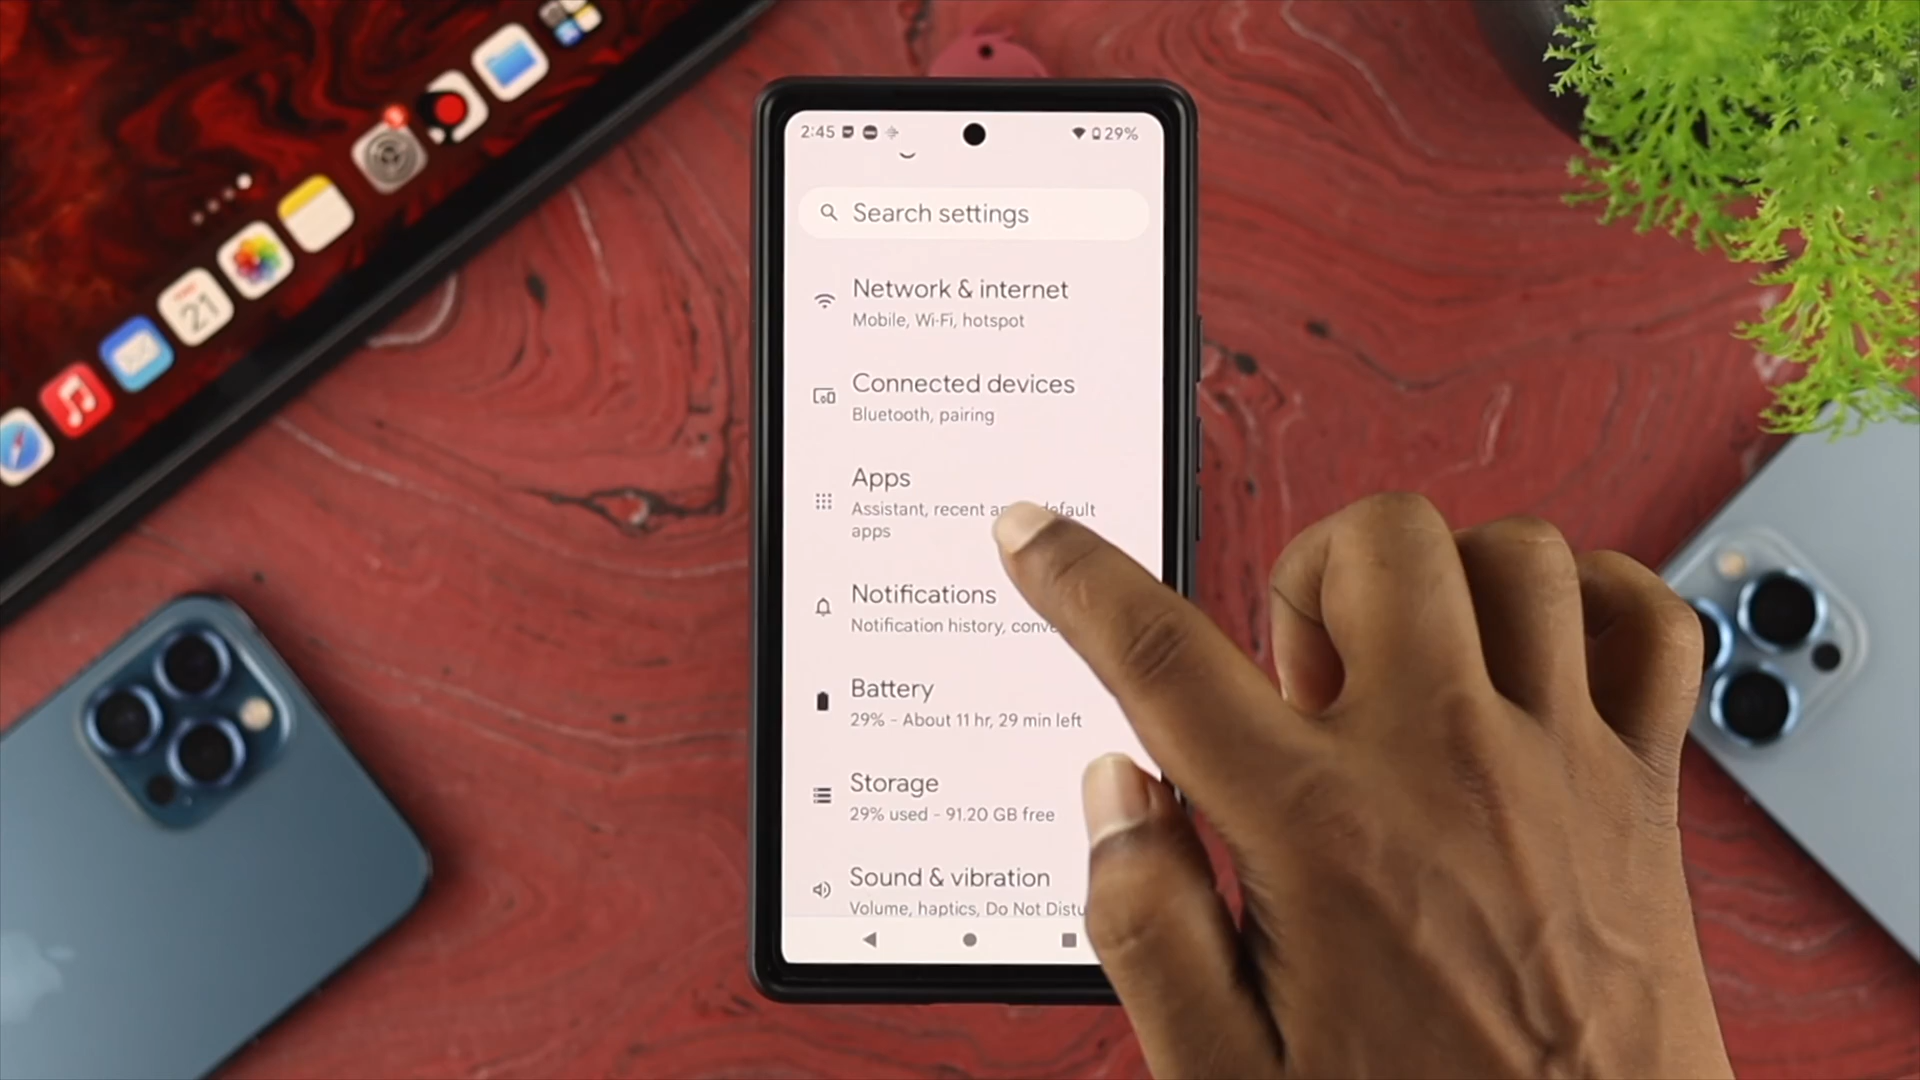 2:45
29%
Search settings
Network & internet
Mobile, Wi-Fi, hotspot
Connected devices
Bluetooth, pairing
Apps
Assistant, recent default
apps
Notifications
Notification history,
Battery
29% - About 11 hr, 29 min left
Storage
29% used - 91.20 GB free
Sound & vibration
Volume, haptics, Do Not
21